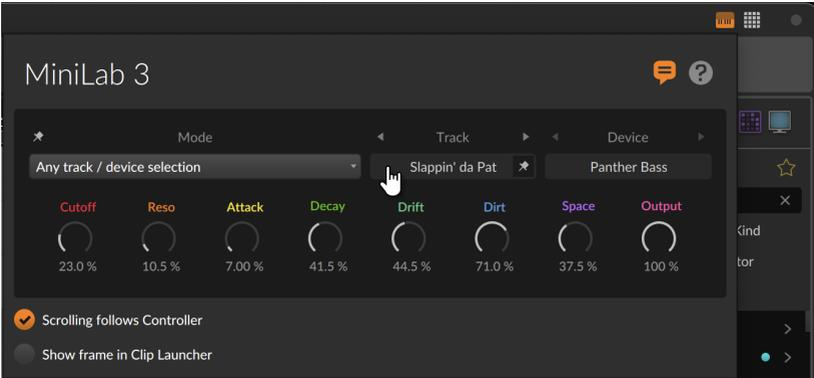 MiniLab 3
?
Mode Track Device
Any track / device selection Slappin' da Pat Panther Bass
Cutoff Reso Attack Decay Drift Dirt Space Output
23.0 % 10.5 % 7.00 % 41.5 % 44.5 % 71.0 % 37.5 % 100 %
Kind
tor
Scrolling follows Controller
Show frame in Clip Launcher